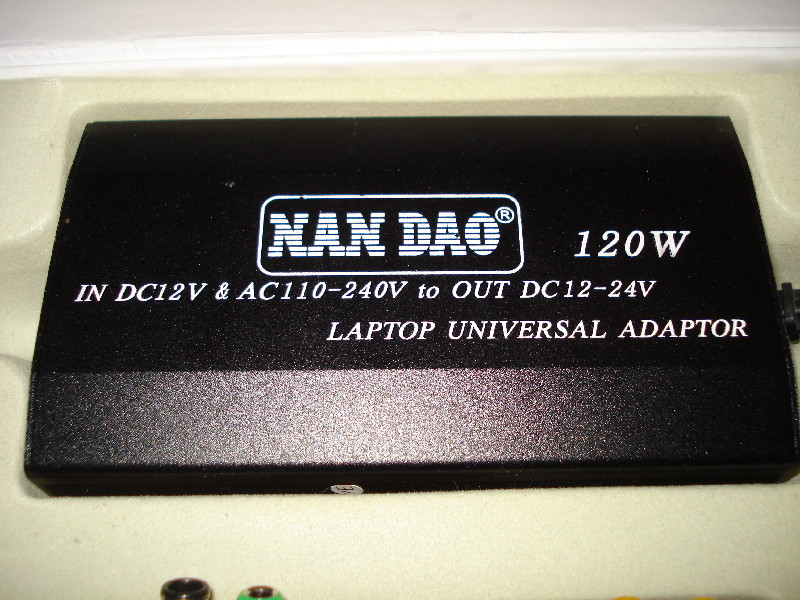 NAN DAO®
120W
IN DC12V & AC110-240V to OUT DC12-24V
LAPTOP UNIVERSAL ADAPTOR